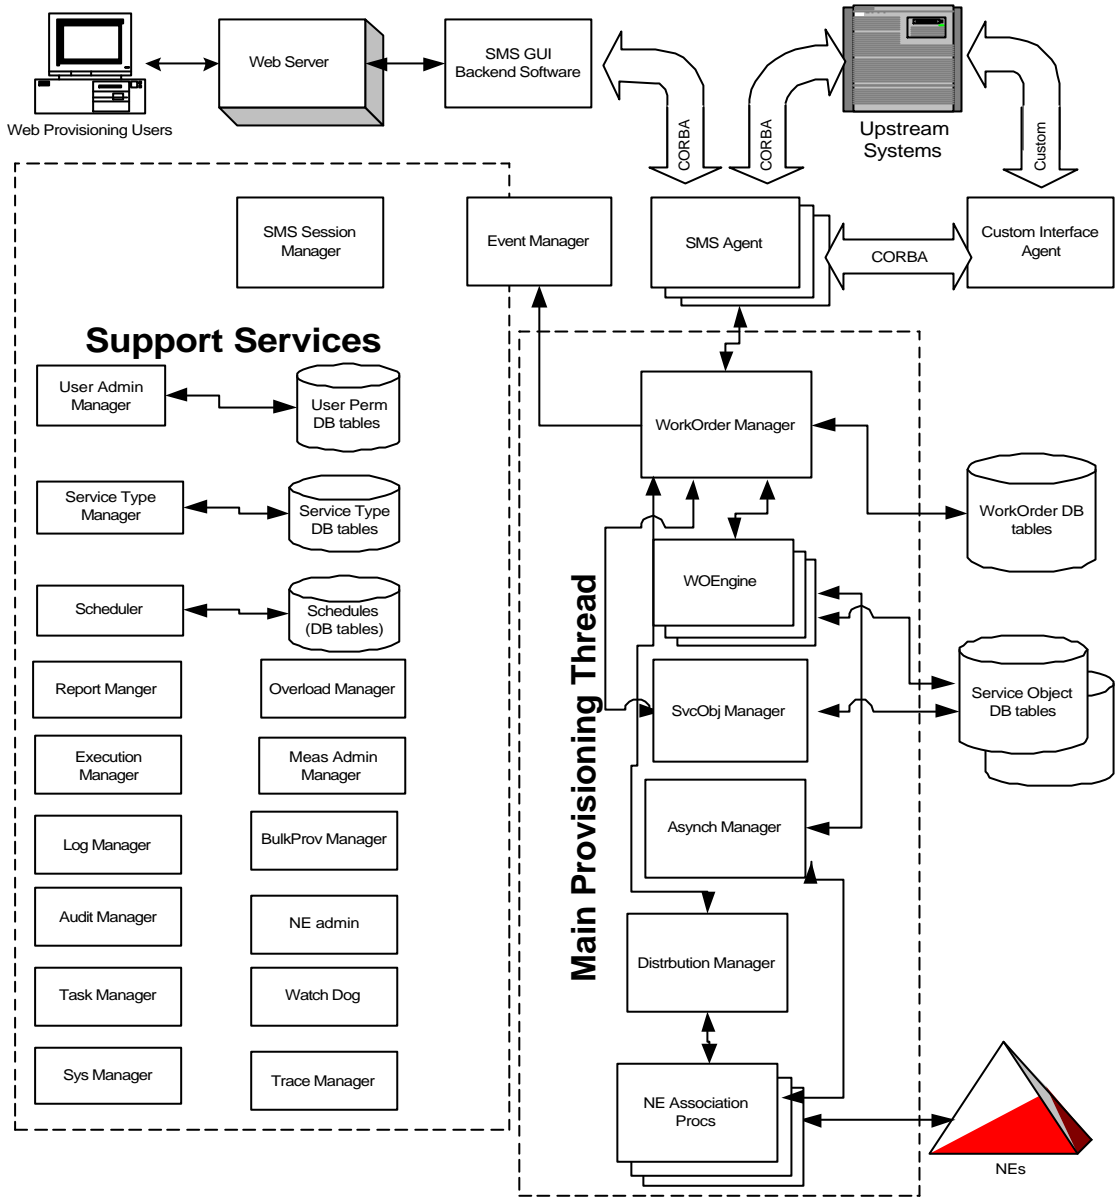 Web Provisioning Users
Web Server
SMS GUI
Backend Software
CORBA
CORBA
Upstream
Systems
Custom
SMS Session
Manager
Event Manager
SMS Agent
CORBA
Custom Interface
Agent
Support Services
User Admin
Manager
User Perm
DB tables
Service Type
Manager
Service Type
DB tables
Scheduler
Schedules
(DB tables)
Report Manger
Overload Manager
Execution
Manager
Meas Admin
Manager
Log Manager
BulkProv Manager
Audit Manager
NE admin
Task Manager
Watch Dog
Sys Manager
Trace Manager
Main Provisioning Thread
WorkOrder Manager
WorkOrder DB
tables
WOEngine
SvcObj Manager
Service Object
DB tables
Asynch Manager
Distrbution Manager
NE Association
Procs
NEs